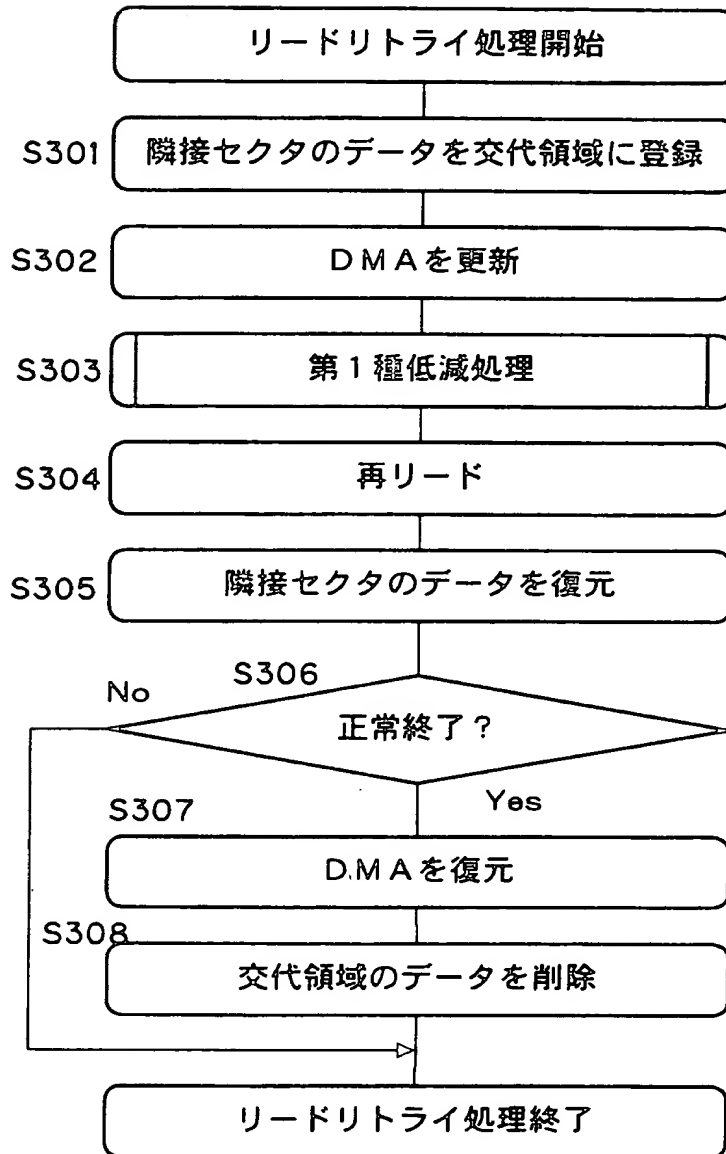 リードリトライ処理開始
S301 隣接セクタのデータを交代領域に登録
S302 DMAを更新
S303 第1種低減処理
S304 再リード
S305 隣接セクタのデータを復元
S306
No
正常終了?
Yes
S307
DMAを復元
S308
交代領域のデータを削除
リードリトライ処理終了